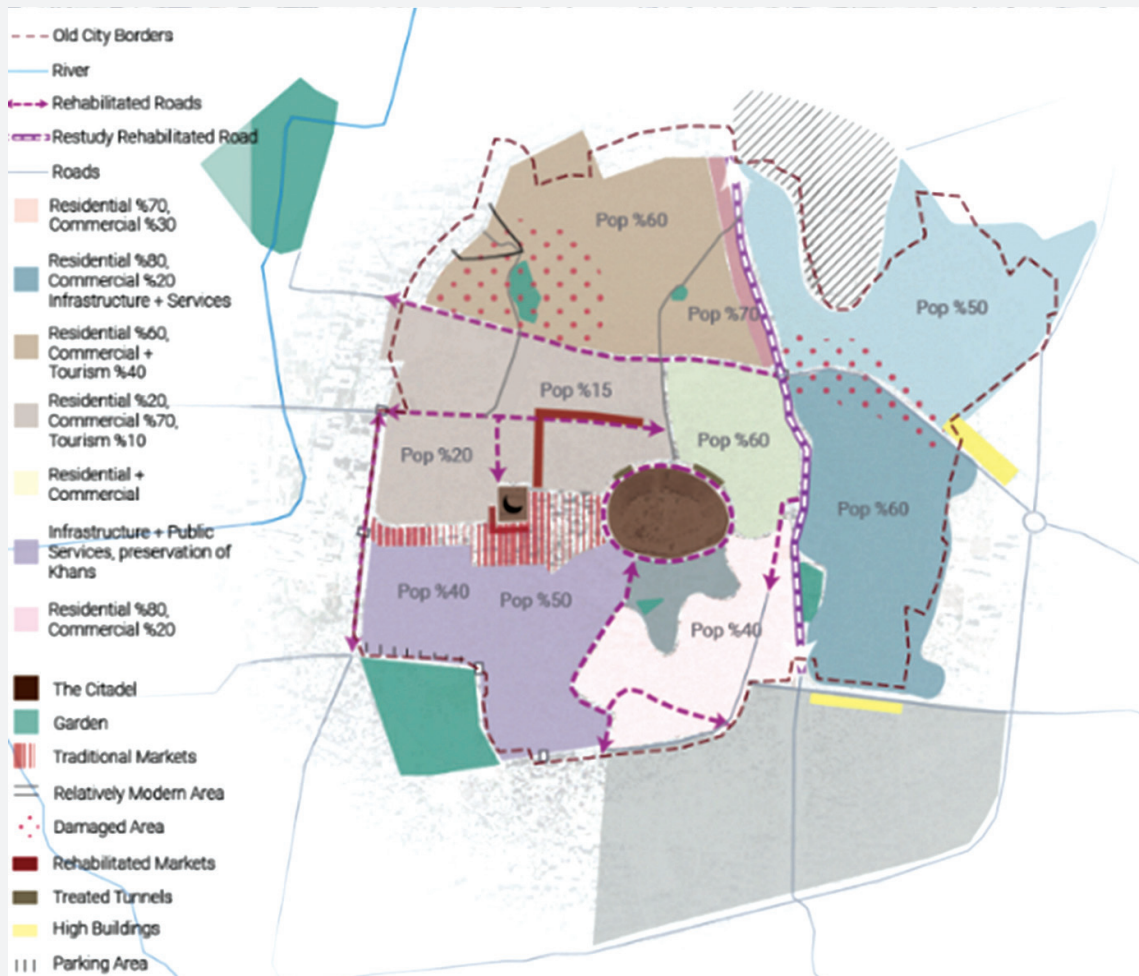 Old City Borders
River
Rehabilitated Roads
Restudy Rehabilitated Road
Roads
Residential %70,
Commercial %30
Residential %80,
Commercial %20
Infrastructure + Services
Residential %60,
Commercial +
Tourism %40
Residential %20,
Commercial %70,
Tourism %10
Residential +
Commercial
Infrastructure + Public
Services, preservation of
Khans
Residential %80,
Commercial %20
The Citadel
Garden
Traditional Markets
Relatively Modern Area
Damaged Area
Rehabilitated Markets
Treated Tunnels
High Buildings
Parking Area
Pop %60
Pop %70
Pop %50
Pop %15
Pop %20
Pop %60
Pop %60
Pop %40
Pop %50
Pop %40